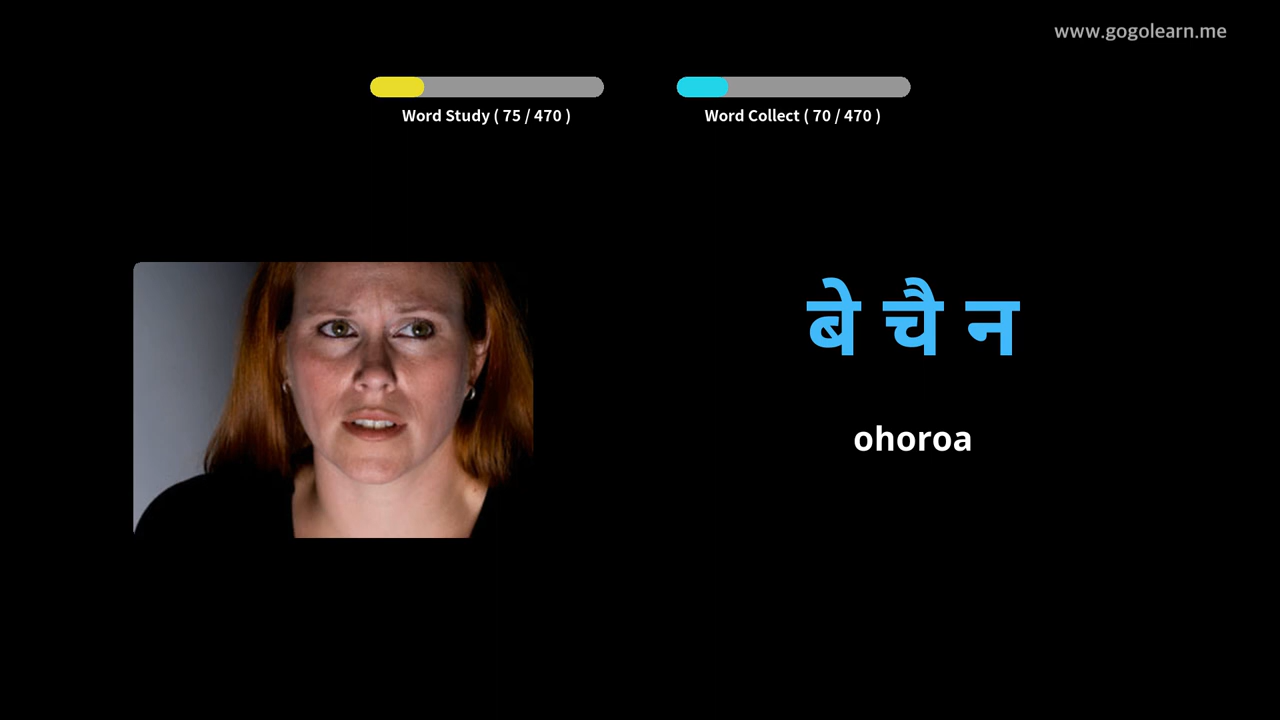 www.gogolearn.me
Word Study ( 75 / 470 )
Word Collect ( 70 / 470 )
बे चै न
ohoroa